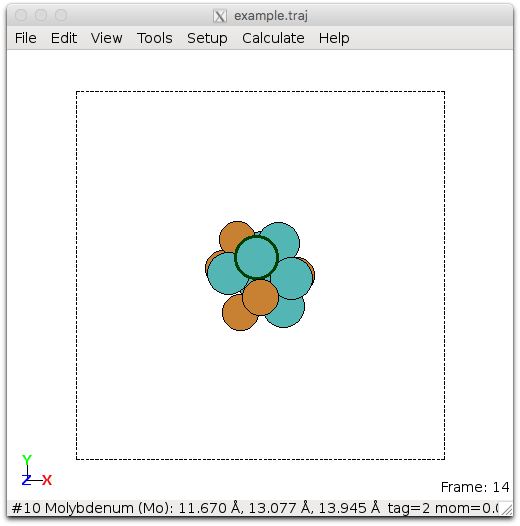 example.traj
File Edit View Tools Setup Calculate Help
Y
Z X
Frame: 14
#10 Molybdenum (Mo): 11.670 Å, 13.077 Å, 13.945 Å tag=2 mom=0.0